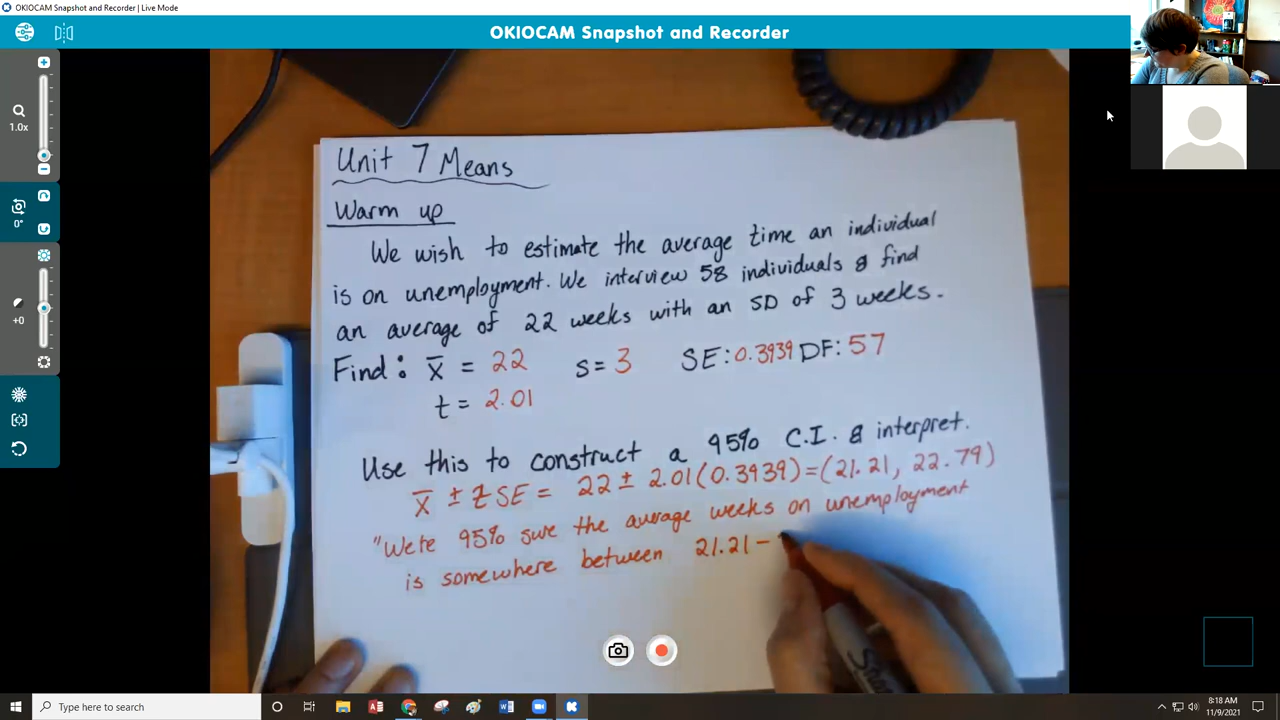 OKIOCAM Snapshot and Recorder | Live Mode
OKIOCAM Snapshot and Recorder
1.0x
0°
+0
Unit 7 Means
Warm up
We wish to estimate the average time an individual
is on unemployment. We interview 58 individuals & find
an average of 22 weeks with an SD of 3 weeks.
Find: x̄ = 22 s = 3 SE: 0.3939 DF: 57
t = 2.01
Use this to construct a 95% C.I. & interpret.
x̄ ± t SE = 22 ± 2.01(0.3939) = (21.21, 22.79)
"We're 95% sure the average weeks on unemployment
is somewhere between 21.21 –
Type here to search
8:18 AM
11/9/2021